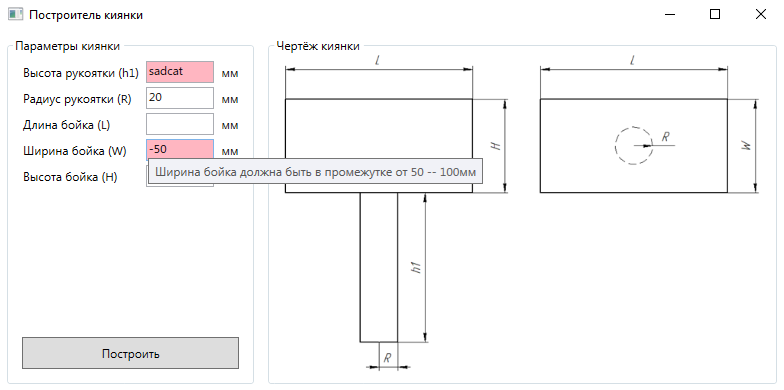 Построитель киянки
Параметры киянки
Высота рукоятки (h1) sadcat мм
Радиус рукоятки (R) 20 мм
Длина бойка (L) мм
Ширина бойка (W) -50 мм
Ширина бойка должна быть в промежутке от 50 -- 100мм
Высота бойка (H)
Построить
Чертёж киянки
L
L
H
R
W
h1
R